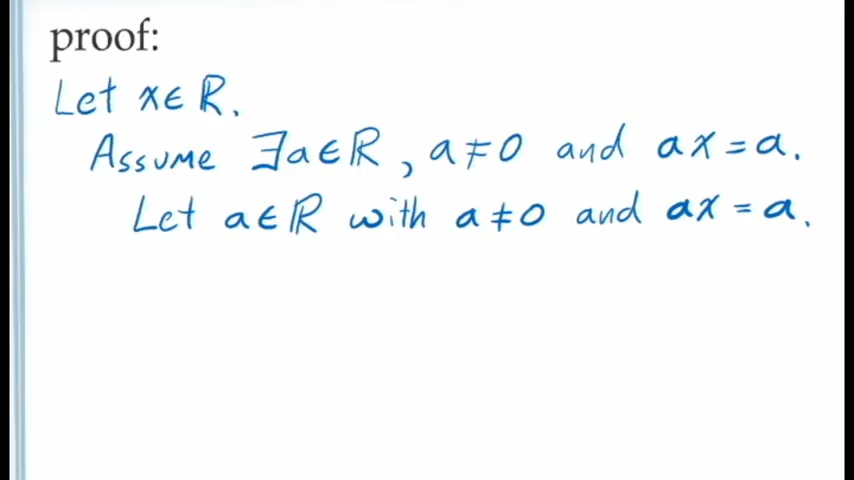 proof:
Let x∈ℝ.
Assume ∃a∈ℝ, a≠0 and ax=a.
Let a∈ℝ with a≠0 and ax=a.